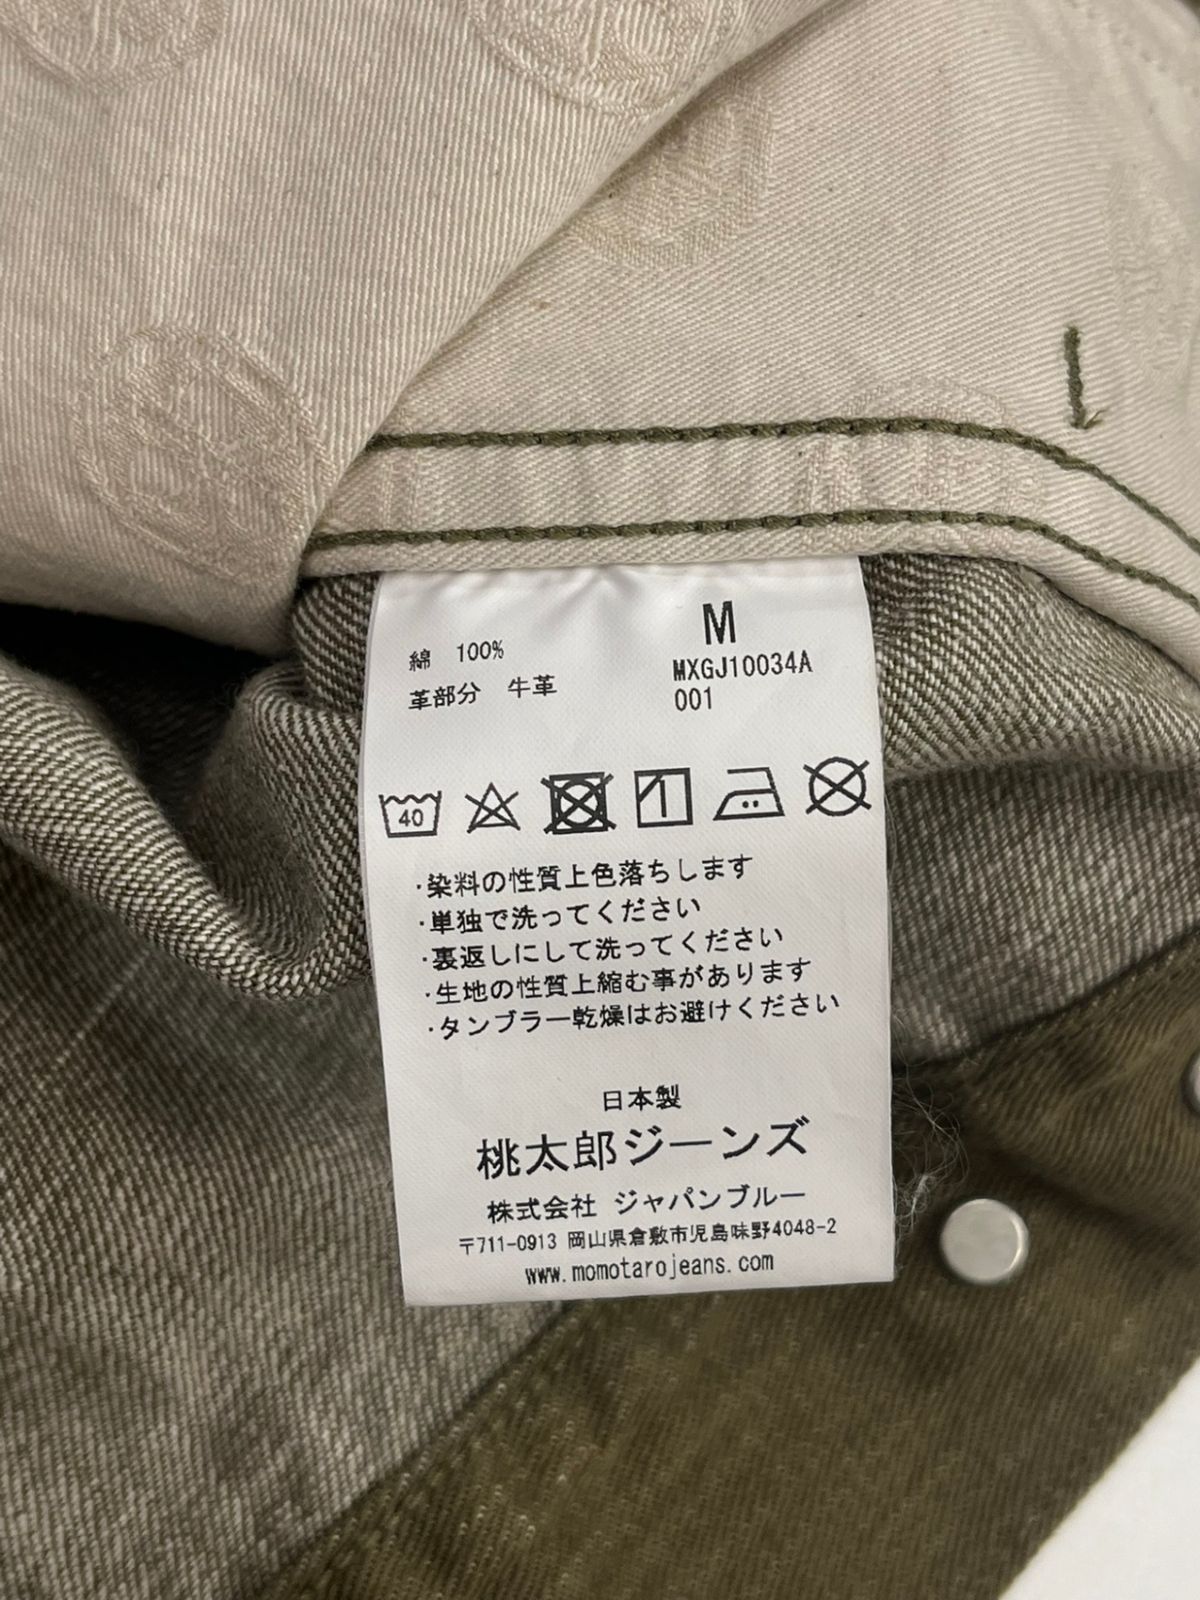 M
綿 100%
MXGJ10034A
革部分 牛革
001
40
・染料の性質上色落ちします
・単独で洗ってください
・裏返しにして洗ってください
・生地の性質上縮む事があります
・タンブラー乾燥はお避けください
日本製
桃太郎ジーンズ
株式会社 ジャパンブルー
〒711-0913 岡山県倉敷市児島味野4048-2
www.momotarojeans.com